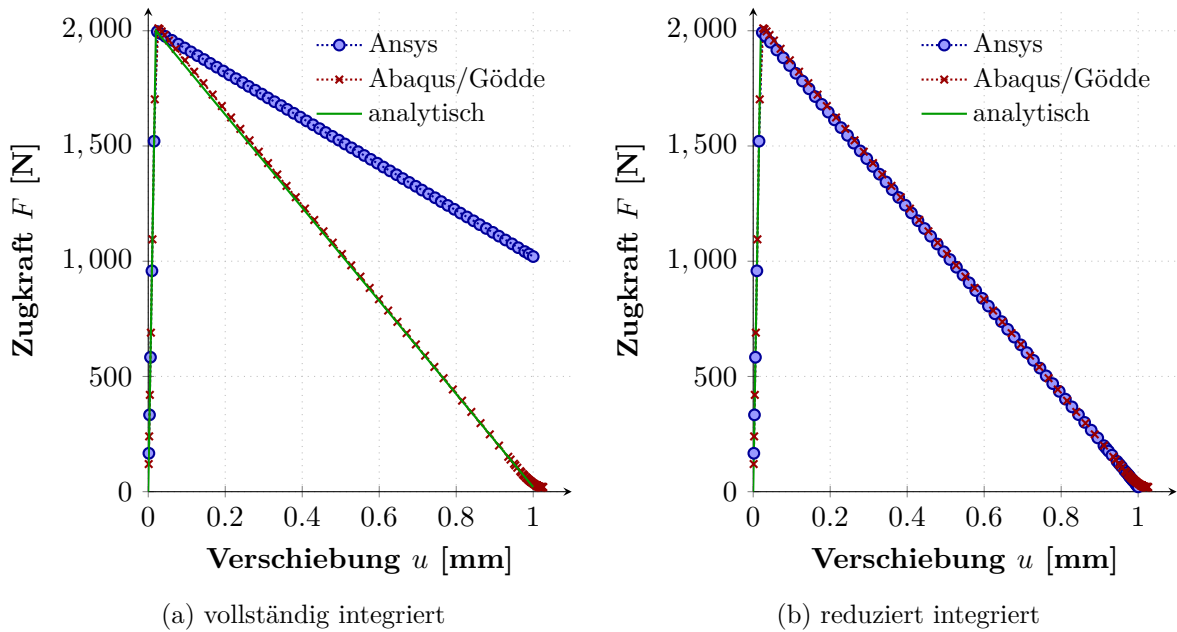 2,000
1,500
1,000
500
0
0
0.2
0.4
0.6
0.8
1
Zugkraft F [N]
Verschiebung u [mm]
Ansys
Abaqus/Gödde
analytisch
(a) vollständig integriert
2,000
1,500
1,000
500
0
0
0.2
0.4
0.6
0.8
1
Zugkraft F [N]
Verschiebung u [mm]
Ansys
Abaqus/Gödde
analytisch
(b) reduziert integriert